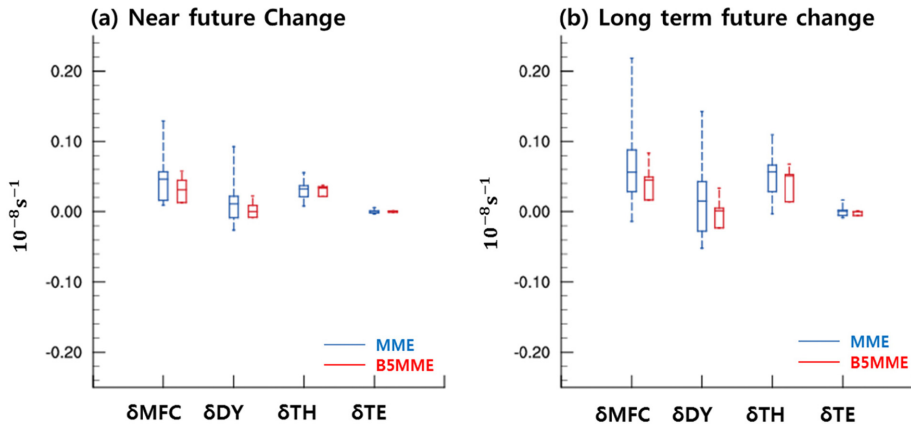 (a) Near future Change
0.20
0.10
0.00
-0.10
-0.20
10⁻⁸s⁻¹
MME
B5MME
δMFC δDY δTH δTE
(b) Long term future change
0.20
0.10
0.00
-0.10
-0.20
10⁻⁸s⁻¹
MME
B5MME
δMFC δDY δTH δTE